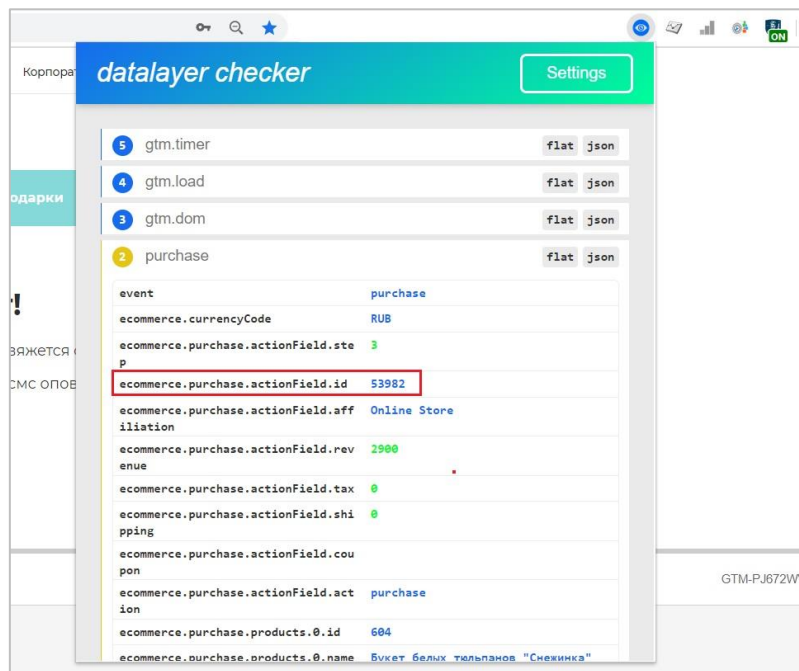 ON
Корпора
datalayer checker
Settings
5 gtm.timer flat json
4 gtm.load flat json
одарки
3 gtm.dom flat json
2 purchase flat json
event purchase
ecommerce.currencyCode RUB
ecommerce.purchase.actionField.ste 3
p
ecommerce.purchase.actionField.id 53982
ecommerce.purchase.actionField.aff Online Store
iliation
ecommerce.purchase.actionField.rev 2900
enue
ecommerce.purchase.actionField.tax 0
ecommerce.purchase.actionField.shi 0
pping
ecommerce.purchase.actionField.cou
pon
ecommerce.purchase.actionField.act purchase
ion
ecommerce.purchase.products.0.id 604
ecommerce.purchase.products.0.name Букет белых тюльпанов "Снежинка"
!
вяжется
смс опов
GTM-PJ672W